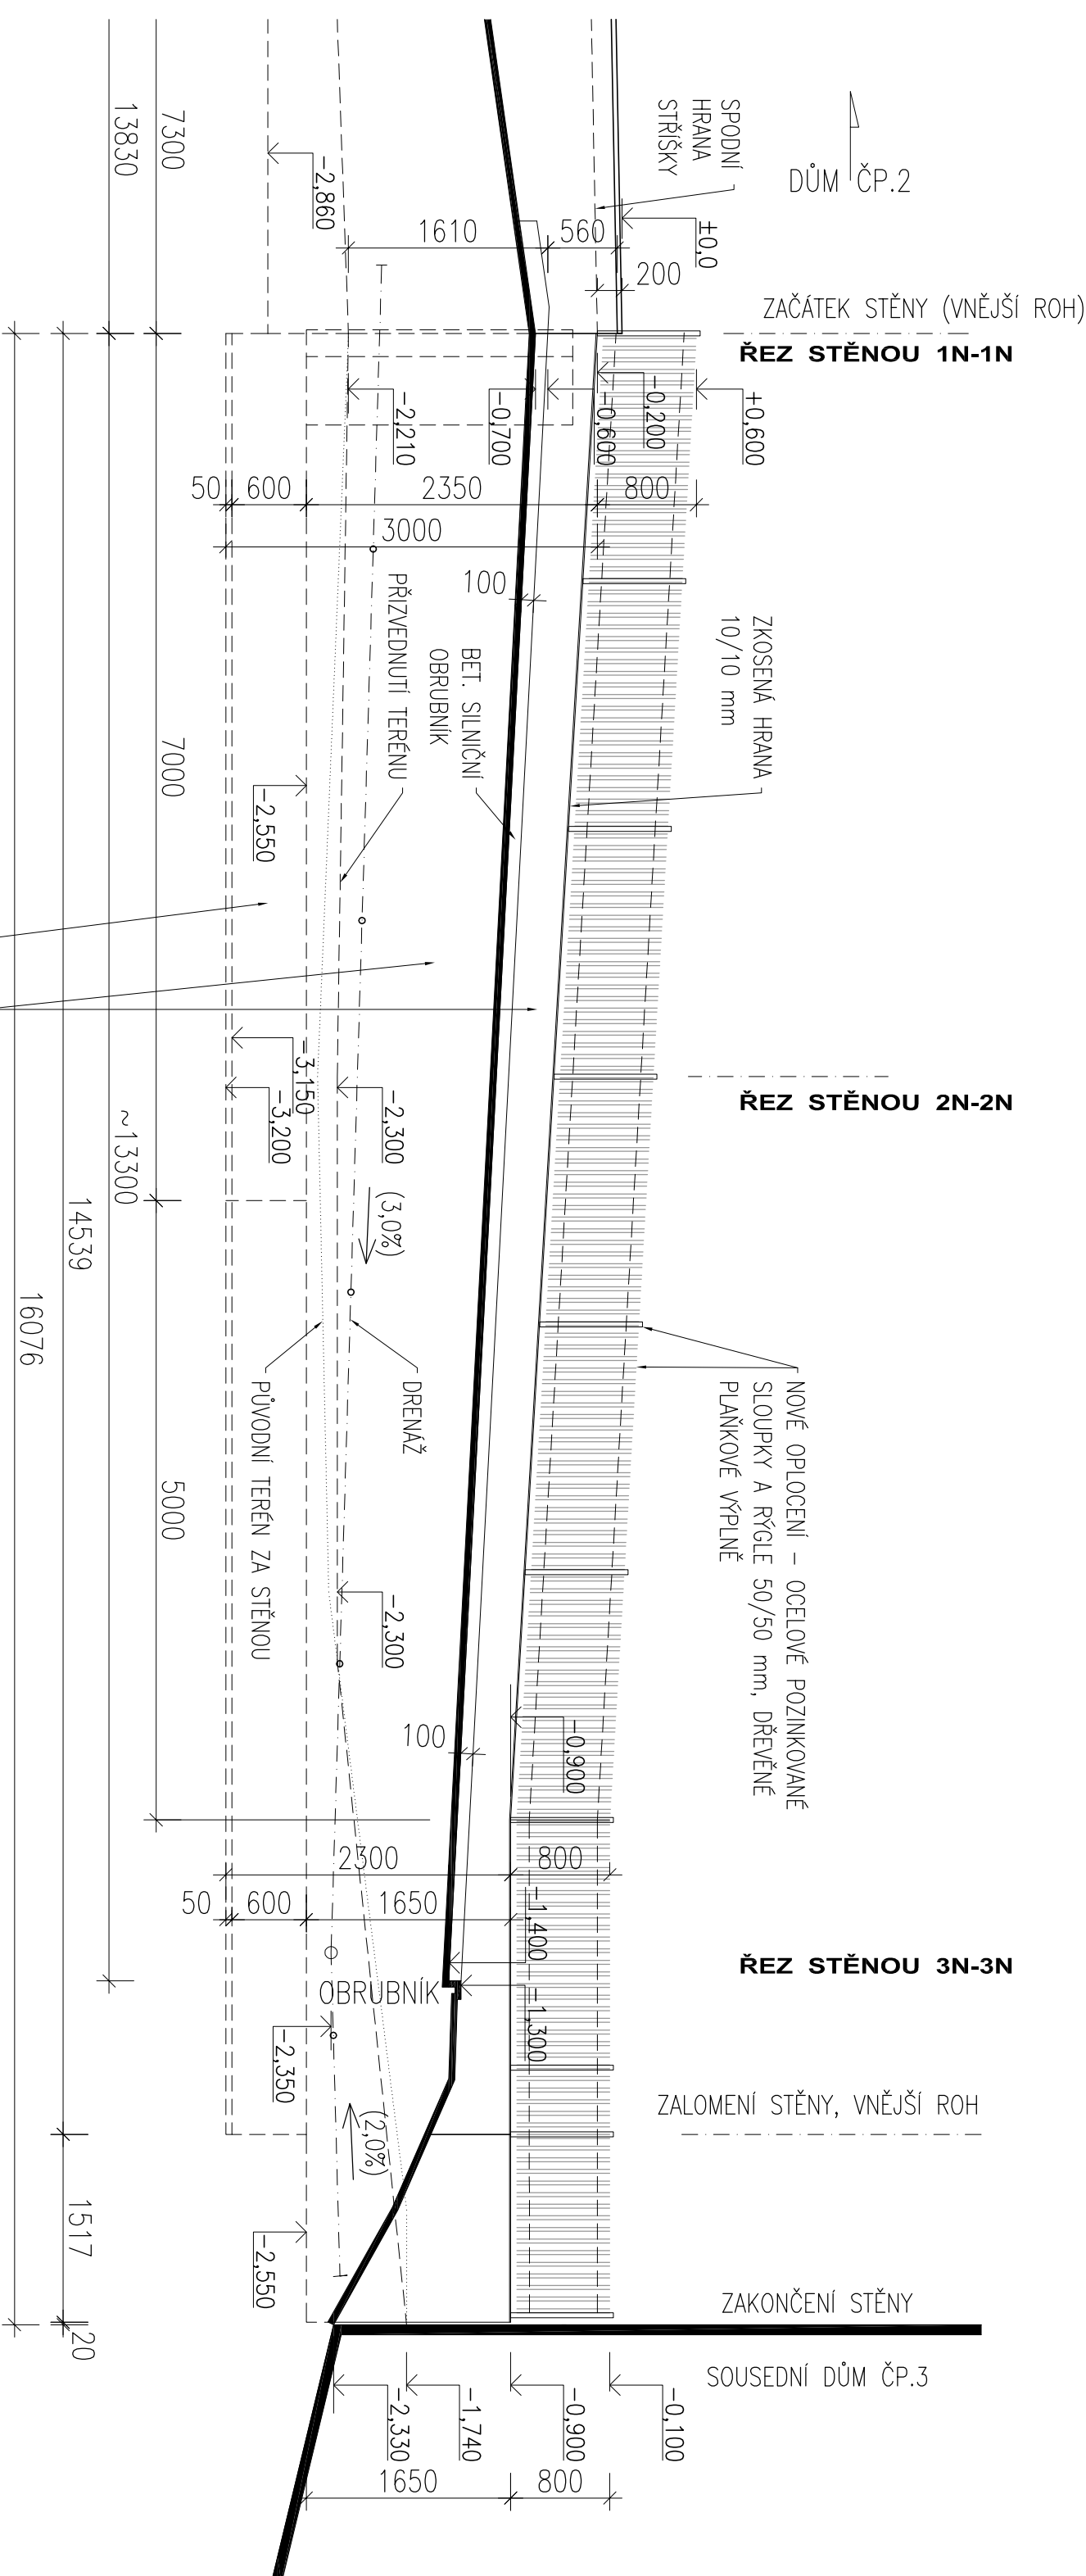 DŮM ČP.2
SPODNÍ
HRANA
STŘÍŠKY
±0,0
-2,860
7300
13830
1610
560
200
ZAČÁTEK STĚNY (VNĚJŠÍ ROH)
ŘEZ STĚNOU 1N-1N
+0,600
-0,200
-0,600
-0,700
-2,210
50
600
2350
800
3000
100
ZKOSENÁ HRANA
10/10 mm
BET. SILNIČNÍ
OBRUBNÍK
PŘIZVEDNUTÍ TERÉNU
-2,550
7000
-3,150
-3,200
-2,300
(3,0%)
ŘEZ STĚNOU 2N-2N
~13300
14539
16076
NOVÉ OPLOCENÍ - OCELOVÉ POZINKOVANÉ
SLOUPKY A RÝGLE 50/50 mm, DŘEVĚNÉ
PLAŇKOVÉ VÝPLNĚ
DRENÁŽ
PŮVODNÍ TERÉN ZA STĚNOU
5000
-2,300
-0,900
100
2300
800
50
600
1650
-1,400
-1,300
OBRUBNÍK
ŘEZ STĚNOU 3N-3N
-2,350
(2,0%)
ZALOMENÍ STĚNY, VNĚJŠÍ ROH
1517
-2,550
20
ZAKONČENÍ STĚNY
SOUSEDNÍ DŮM ČP.3
-2,330
-1,740
-0,900
-0,100
1650
800